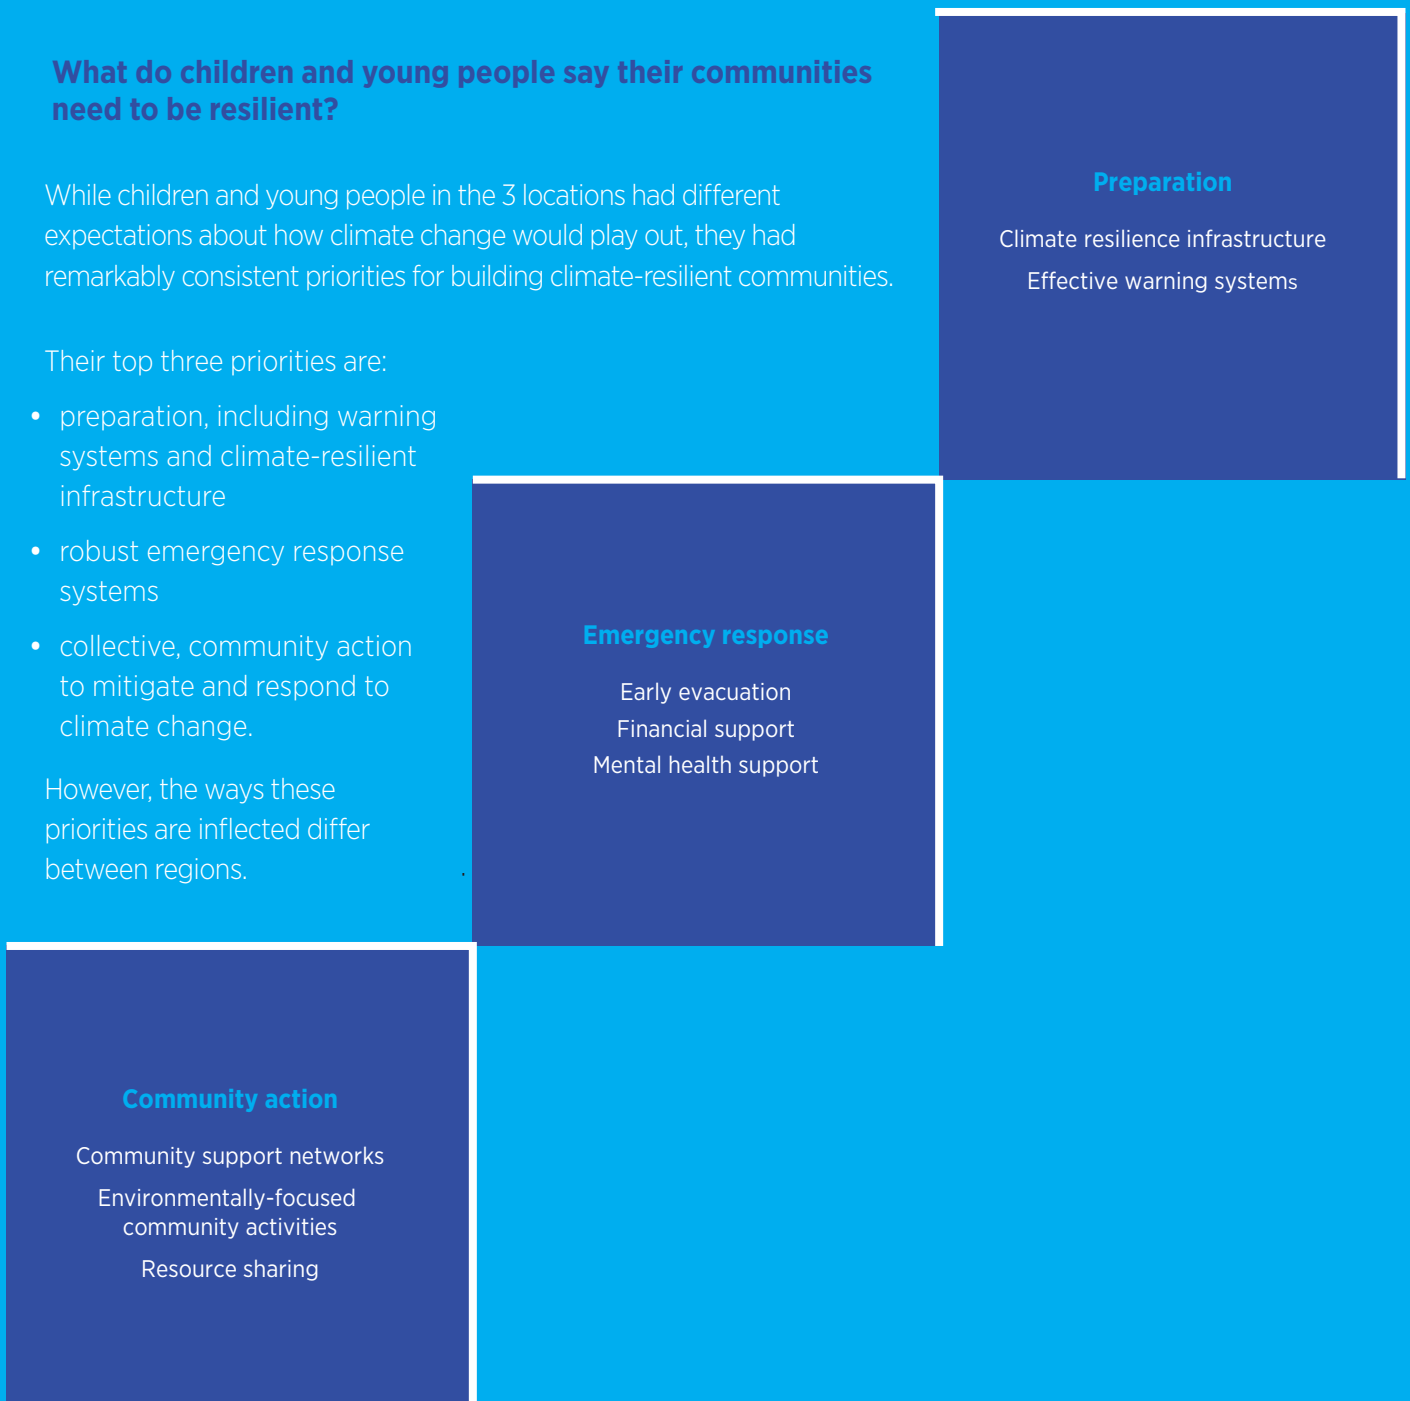 What do children and young people say their communities
need to be resilient?
While children and young people in the 3 locations had different
expectations about how climate change would play out, they had
remarkably consistent priorities for building climate-resilient communities.
Their top three priorities are:
• preparation, including warning
systems and climate-resilient
infrastructure
• robust emergency response
systems
• collective, community action
to mitigate and respond to
climate change.
However, the ways these
priorities are inflected differ
between regions.
Preparation
Climate resilience infrastructure
Effective warning systems
Emergency response
Early evacuation
Financial support
Mental health support
Community action
Community support networks
Environmentally-focused
community activities
Resource sharing